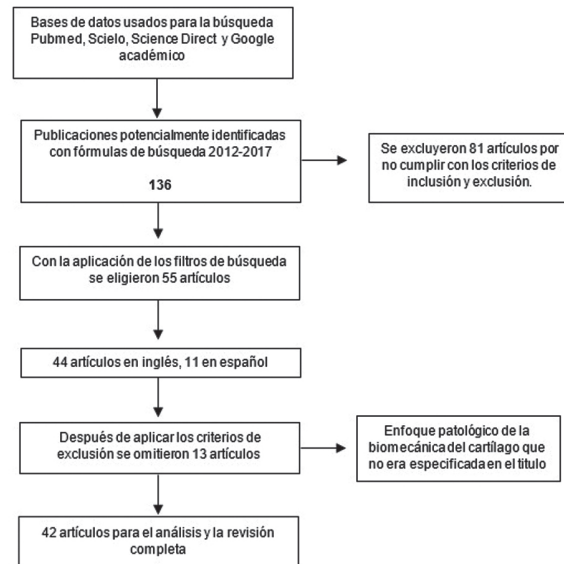 Bases de datos usados para la búsqueda
Pubmed, Scielo, Science Direct y Google
académico
Publicaciones potencialmente identificadas
con fórmulas de búsqueda 2012-2017
136
Se excluyeron 81 artículos por
no cumplir con los criterios de
inclusión y exclusión.
Con la aplicación de los filtros de búsqueda
se eligieron 55 artículos
44 artículos en inglés, 11 en español
Después de aplicar los criterios de
exclusión se omitieron 13 artículos
Enfoque patológico de la
biomecánica del cartílago que
no era especificada en el titulo
42 artículos para el análisis y la revisión
completa